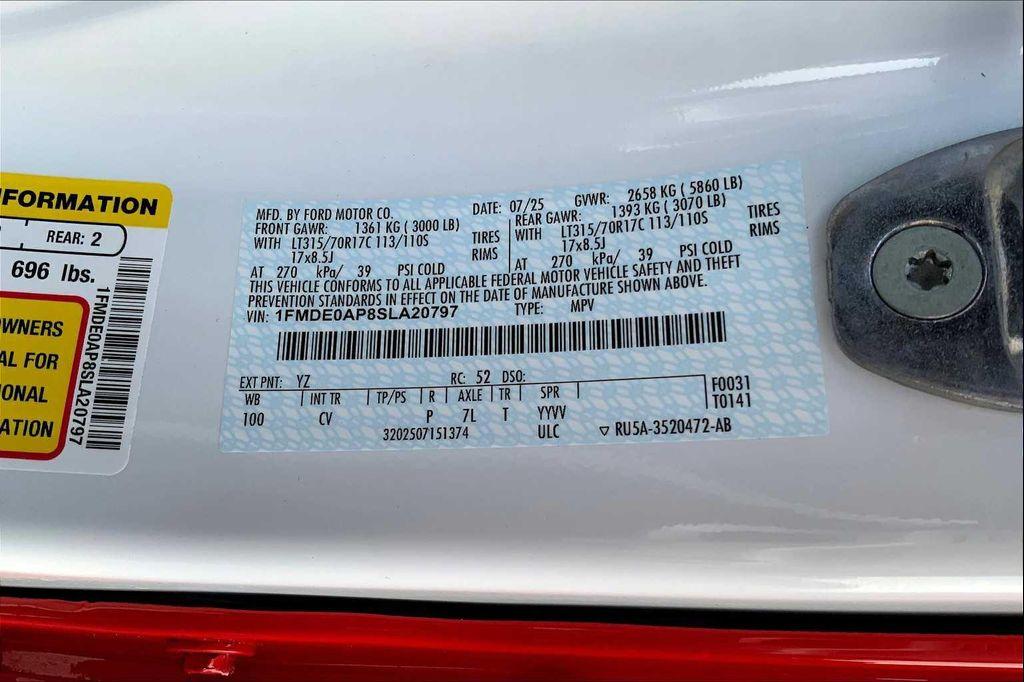 FORMATION
REAR: 2
696 lbs.
WNERS
AL FOR
ONAL
ATION
1FMDE0AP8SLA20797
MFD. BY FORD MOTOR CO. DATE: 07/25 GVWR: 2658 KG ( 5860 LB)
FRONT GAWR: 1361 KG ( 3000 LB) REAR GAWR: 1393 KG ( 3070 LB)
WITH LT315/70R17C 113/110S TIRES WITH LT315/70R17C 113/110S TIRES
17x8.5J RIMS 17x8.5J RIMS
AT 270 kPa/ 39 PSI COLD AT 270 kPa/ 39 PSI COLD
THIS VEHICLE CONFORMS TO ALL APPLICABLE FEDERAL MOTOR VEHICLE SAFETY AND THEFT
PREVENTION STANDARDS IN EFFECT ON THE DATE OF MANUFACTURE SHOWN ABOVE.
VIN: 1FMDE0AP8SLA20797 TYPE: MPV
EXT PNT: YZ RC: 52 DSO:
WB INT TR TP/PS R AXLE TR SPR F0031
100 CV P 7L T YYVV T0141
3202507151374 ULC ▽ RU5A-3520472-AB